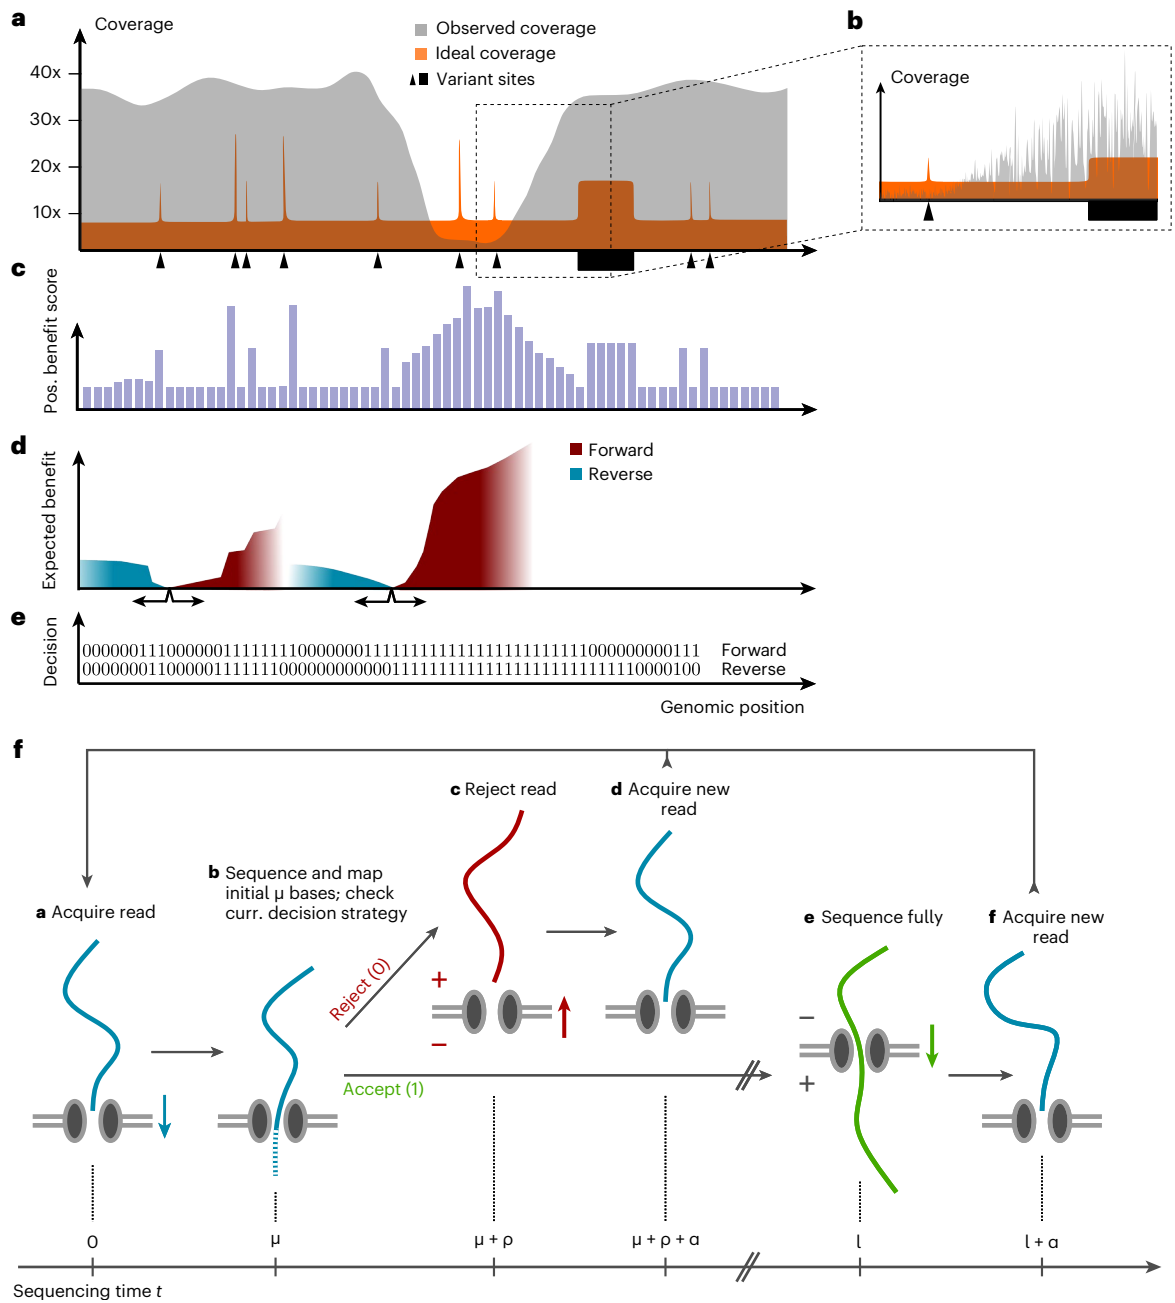 a
Coverage
Observed coverage
Ideal coverage
Variant sites
40x
30x
20x
10x
b
Coverage
c
Pos. benefit score
d
Expected benefit
Forward
Reverse
e
Decision
000000111000000111111110000000111111111111111111111111000000000111 Forward
000000011000001111111000000000000111111111111111111111111110000100 Reverse
Genomic position
f
c Reject read
d Acquire new
read
b Sequence and map
initial μ bases; check
curr. decision strategy
a Acquire read
e Sequence fully
f Acquire new
read
Reject (0)
+
−
Accept (1)
−
+
0
μ
μ + ρ
μ + ρ + α
l
l + α
Sequencing time t